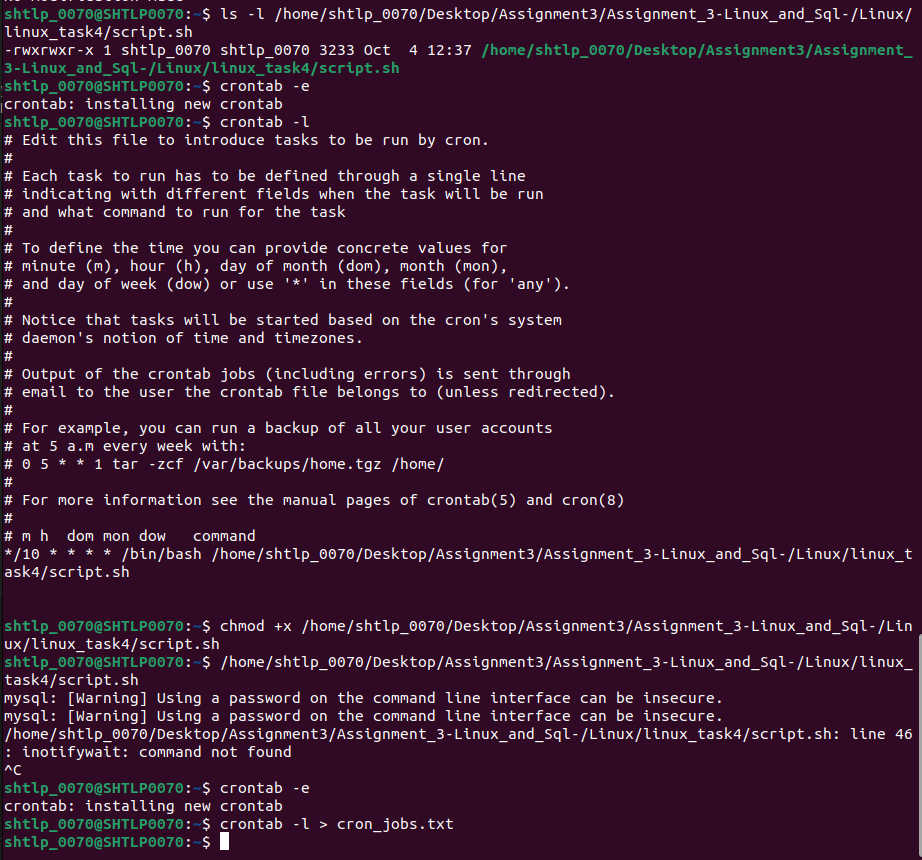 shtlp_0070@SHTLP0070:~$ ls -l /home/shtlp_0070/Desktop/Assignment3/Assignment_3-Linux_and_Sql-/Linux/
linux_task4/script.sh
-rwxrwxr-x 1 shtlp_0070 shtlp_0070 3233 Oct  4 12:37 /home/shtlp_0070/Desktop/Assignment3/Assignment_
3-Linux_and_Sql-/Linux/linux_task4/script.sh
shtlp_0070@SHTLP0070:~$ crontab -e
crontab: installing new crontab
shtlp_0070@SHTLP0070:~$ crontab -l
# Edit this file to introduce tasks to be run by cron.
#
# Each task to run has to be defined through a single line
# indicating with different fields when the task will be run
# and what command to run for the task
#
# To define the time you can provide concrete values for
# minute (m), hour (h), day of month (dom), month (mon),
# and day of week (dow) or use '*' in these fields (for 'any').
#
# Notice that tasks will be started based on the cron's system
# daemon's notion of time and timezones.
#
# Output of the crontab jobs (including errors) is sent through
# email to the user the crontab file belongs to (unless redirected).
#
# For example, you can run a backup of all your user accounts
# at 5 a.m every week with:
# 0 5 * * 1 tar -zcf /var/backups/home.tgz /home/
#
# For more information see the manual pages of crontab(5) and cron(8)
#
# m h  dom mon dow   command
*/10 * * * * /bin/bash /home/shtlp_0070/Desktop/Assignment3/Assignment_3-Linux_and_Sql-/Linux/linux_t
ask4/script.sh
shtlp_0070@SHTLP0070:~$ chmod +x /home/shtlp_0070/Desktop/Assignment3/Assignment_3-Linux_and_Sql-/Lin
ux/linux_task4/script.sh
shtlp_0070@SHTLP0070:~$ /home/shtlp_0070/Desktop/Assignment3/Assignment_3-Linux_and_Sql-/Linux/linux_
task4/script.sh
mysql: [Warning] Using a password on the command line interface can be insecure.
mysql: [Warning] Using a password on the command line interface can be insecure.
/home/shtlp_0070/Desktop/Assignment3/Assignment_3-Linux_and_Sql-/Linux/linux_task4/script.sh: line 46
: inotifywait: command not found
^C
shtlp_0070@SHTLP0070:~$ crontab -e
crontab: installing new crontab
shtlp_0070@SHTLP0070:~$ crontab -l > cron_jobs.txt
shtlp_0070@SHTLP0070:~$